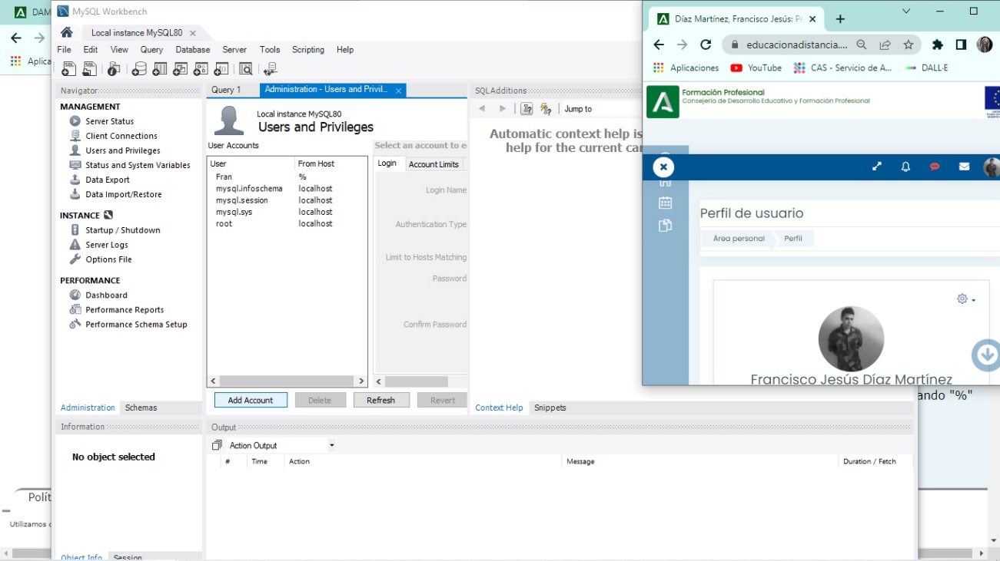 DAM
Aplica
MySQL Workbench
Local instance MySQL80
File Edit View Query Database Server Tools Scripting Help
Navigator
MANAGEMENT
Server Status
Client Connections
Users and Privileges
Status and System Variables
Data Export
Data Import/Restore
INSTANCE
Startup / Shutdown
Server Logs
Options File
PERFORMANCE
Dashboard
Performance Reports
Performance Schema Setup
Administration Schemas
Information
No object selected
Object Info Session
Query 1 Administration - Users and Privil...
Local instance MySQL80
Users and Privileges
User Accounts
User From Host
Fran %
mysql.infoschema localhost
mysql.session localhost
mysql.sys localhost
root localhost
Add Account Delete Refresh Revert
Select an account to e
Login Account Limits
Login Name
Authentication Type
Limit to Hosts Matching
Password
Confirm Password
SQLAdditions
Jump to
Automatic context help is
help for the current car
Context Help Snippets
Output
Action Output
# Time Action Message Duration / Fetch
Díaz Martínez, Francisco Jesús: Pe
educacionadistancia....
Aplicaciones YouTube CAS - Servicio de A... DALL·E
Formación Profesional
Consejería de Desarrollo Educativo y Formación Profesional
Perfil de usuario
Área personal Perfil
Francisco Jesús Díaz Martínez
ando "%"
Polít
Utilizamos c